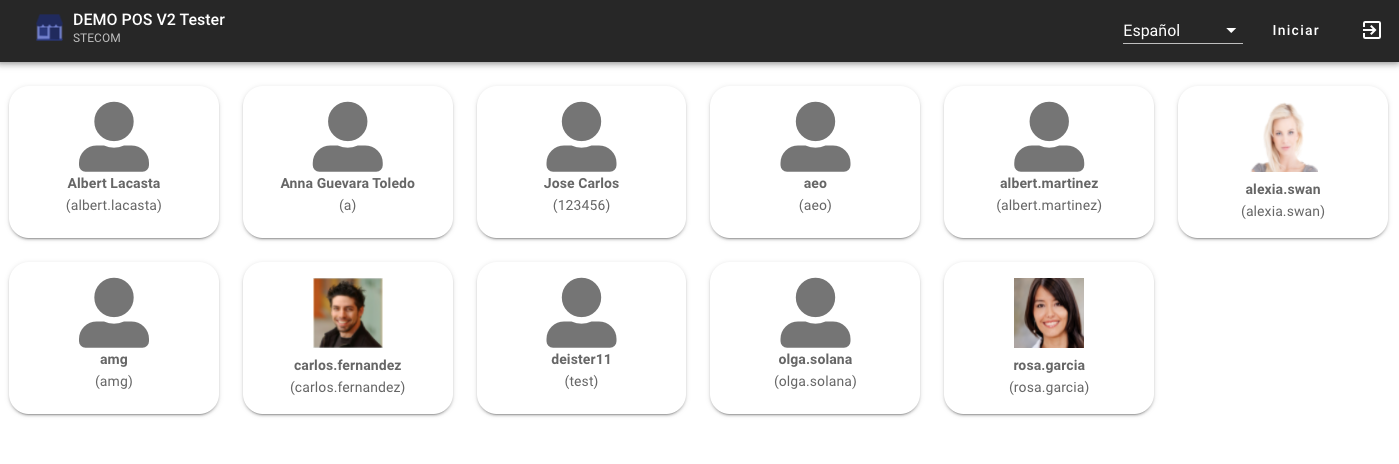 DEMO POS V2 Tester
STECOM
Español
Iniciar
Albert Lacasta
(albert.lacasta)
Anna Guevara Toledo
(a)
Jose Carlos
(123456)
aeo
(aeo)
albert.martinez
(albert.martinez)
alexia.swan
(alexia.swan)
amg
(amg)
carlos.fernandez
(carlos.fernandez)
deister11
(test)
olga.solana
(olga.solana)
rosa.garcia
(rosa.garcia)